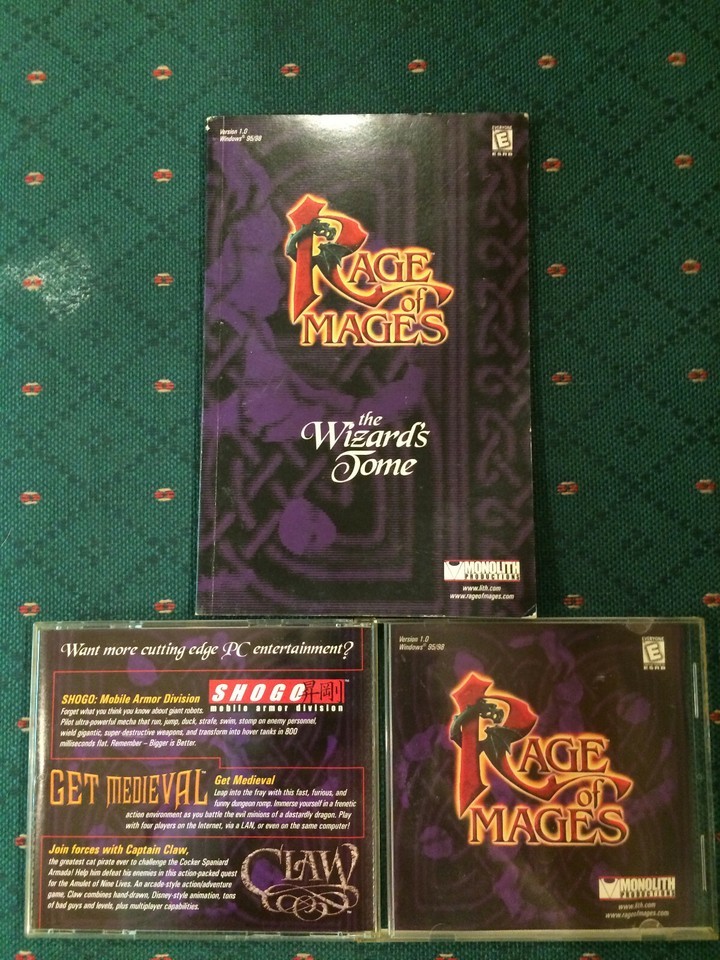 Version 1.0
Windows® 95/98
EVERYONE
E
ESRB
RAGE
of
MAGES
the
Wizard's
Tome
MONOLITH
PRODUCTIONS
www.lith.com
www.rageofmages.com
Want more cutting edge PC entertainment?
SHOGO: Mobile Armor Division
SHOGO 昇剛
mobile armor division
Forget what you think you know about giant robots.
Pilot ultra-powerful mecha that run, jump, duck, strafe, swim, stomp on enemy personnel,
wield gigantic, super-destructive weapons, and transform into hover tanks in 800
milliseconds flat. Remember – Bigger is Better.
GET MEDIEVAL™
Get Medieval
Leap into the fray with this fast, furious, and
funny dungeon romp. Immerse yourself in a frenetic
action environment as you battle the evil minions of a dastardly dragon. Play
with four players on the Internet, via a LAN, or even on the same computer!
Join forces with Captain Claw,
the greatest cat pirate ever to challenge the Cocker Spaniard
Armada! Help him defeat his enemies in this action-packed quest
for the Amulet of Nine Lives. An arcade-style action/adventure
game, Claw combines hand-drawn, Disney-style animation, tons
of bad guys and levels, plus multiplayer capabilities.
CLAW
Version 1.0
Windows® 95/98
EVERYONE
E
ESRB
RAGE
of
MAGES
MONOLITH
PRODUCTIONS
www.lith.com
www.rageofmages.com